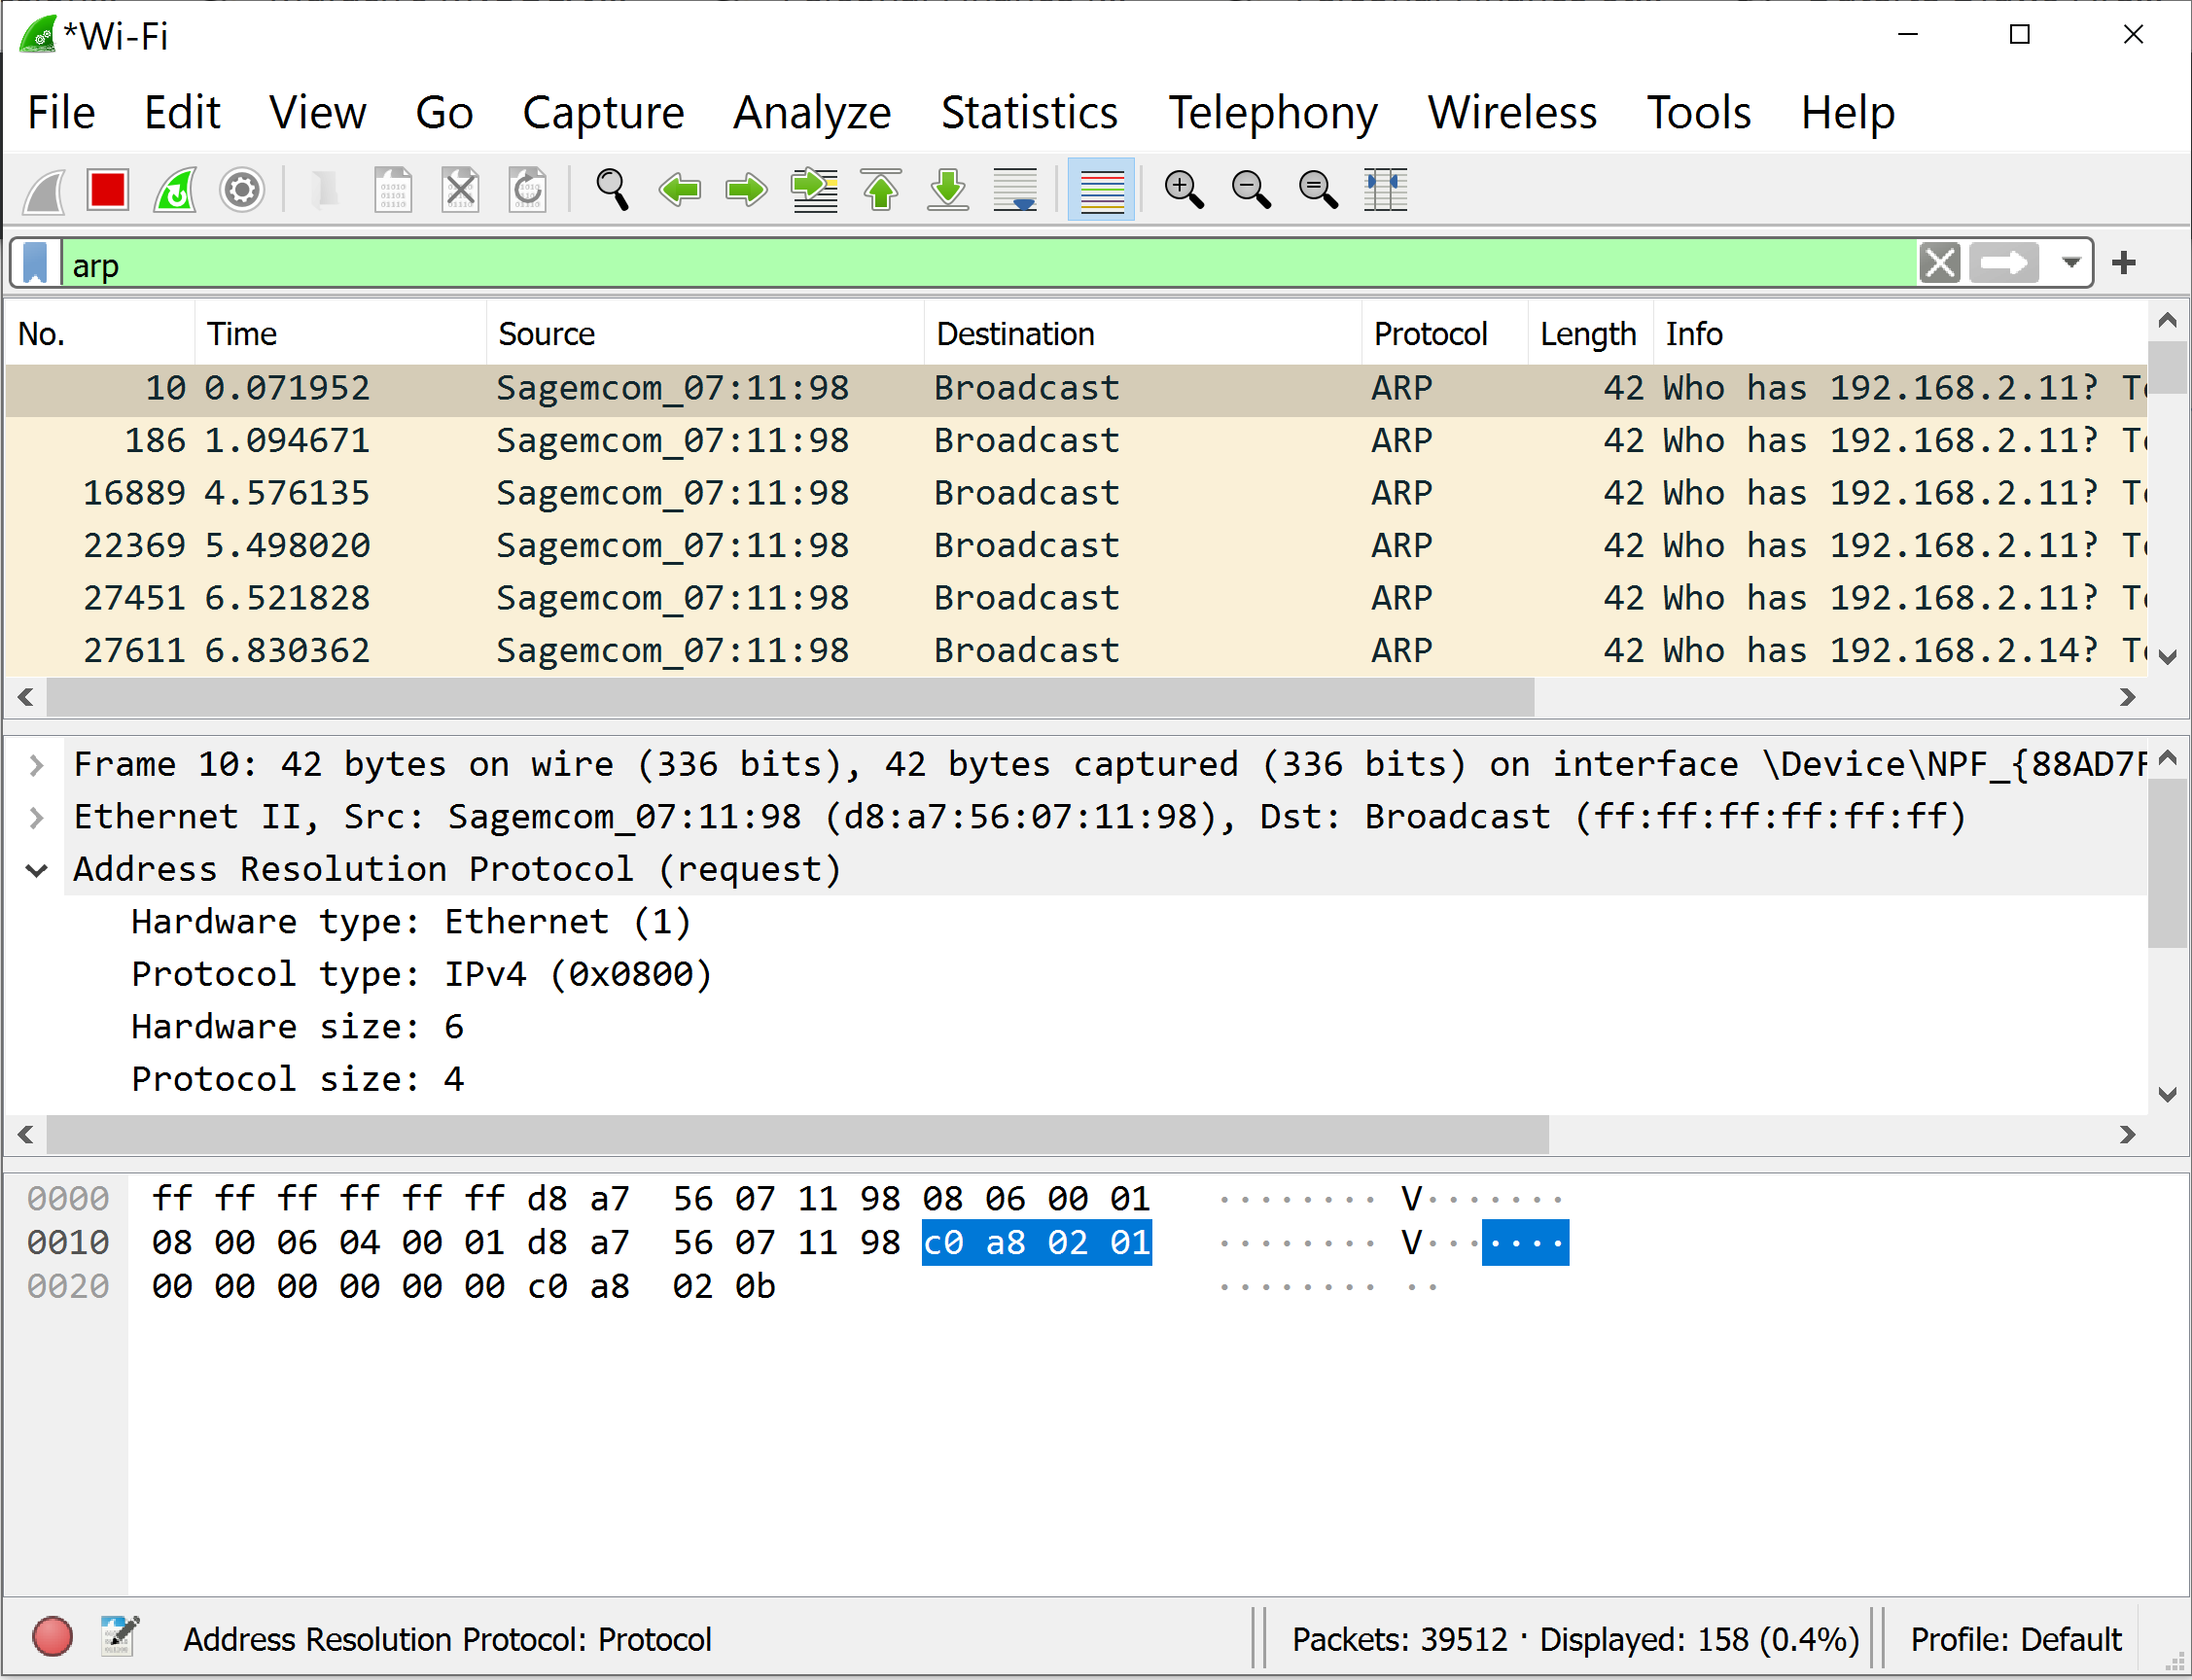 *Wi-Fi
File Edit View Go Capture Analyze Statistics Telephony Wireless Tools Help
arp
No. Time Source Destination Protocol Length Info
10 0.071952 Sagemcom_07:11:98 Broadcast ARP 42 Who has 192.168.2.11?
186 1.094671 Sagemcom_07:11:98 Broadcast ARP 42 Who has 192.168.2.11?
16889 4.576135 Sagemcom_07:11:98 Broadcast ARP 42 Who has 192.168.2.11?
22369 5.498020 Sagemcom_07:11:98 Broadcast ARP 42 Who has 192.168.2.11?
27451 6.521828 Sagemcom_07:11:98 Broadcast ARP 42 Who has 192.168.2.11?
27611 6.830362 Sagemcom_07:11:98 Broadcast ARP 42 Who has 192.168.2.14?
Frame 10: 42 bytes on wire (336 bits), 42 bytes captured (336 bits) on interface \Device\NPF_{88AD7F
Ethernet II, Src: Sagemcom_07:11:98 (d8:a7:56:07:11:98), Dst: Broadcast (ff:ff:ff:ff:ff:ff)
Address Resolution Protocol (request)
Hardware type: Ethernet (1)
Protocol type: IPv4 (0x0800)
Hardware size: 6
Protocol size: 4
0000 ff ff ff ff ff ff d8 a7 56 07 11 98 08 06 00 01 ········ V·······
0010 08 00 06 04 00 01 d8 a7 56 07 11 98 c0 a8 02 01 ········ V·······
0020 00 00 00 00 00 00 c0 a8 02 0b ········ ··
Address Resolution Protocol: Protocol
Packets: 39512 · Displayed: 158 (0.4%)
Profile: Default